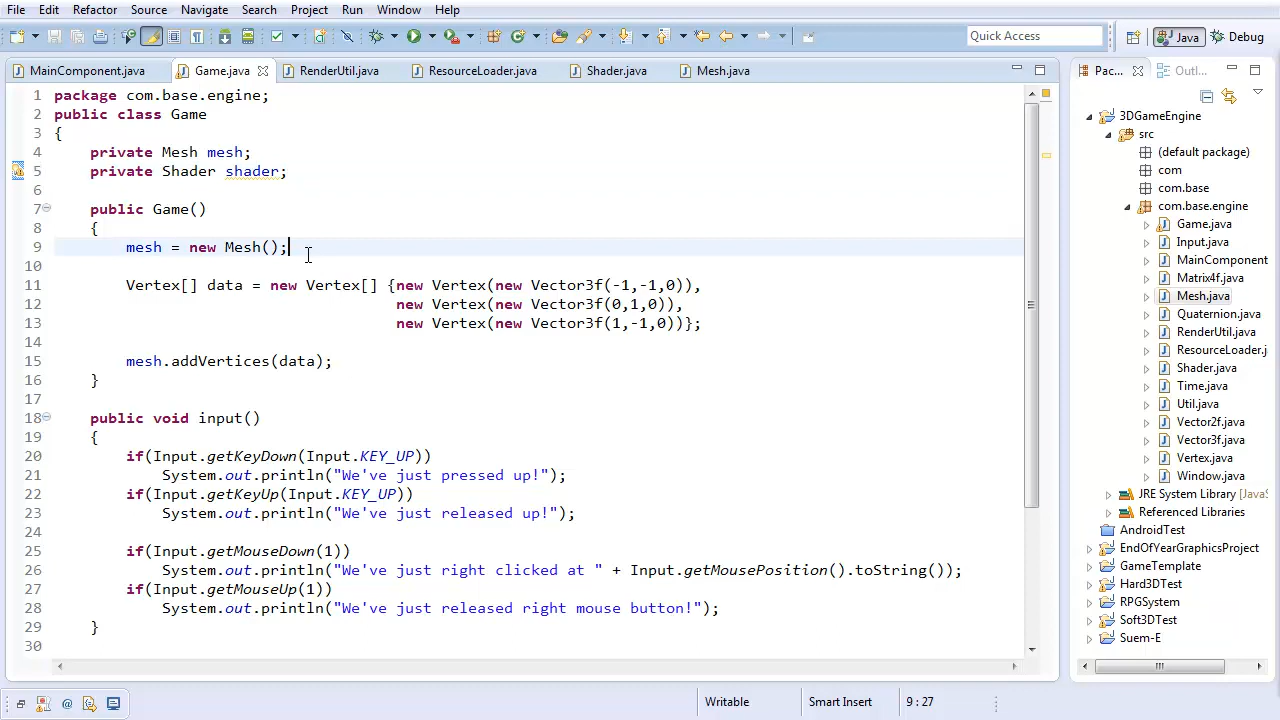 File Edit Refactor Source Navigate Search Project Run Window Help
Quick Access Java Debug
MainComponent.java Game.java RenderUtil.java ResourceLoader.java Shader.java Mesh.java
1 package com.base.engine;
2 public class Game
3 {
4 private Mesh mesh;
5 private Shader shader;
6
7 public Game()
8 {
9 mesh = new Mesh();
10
11 Vertex[] data = new Vertex[] {new Vertex(new Vector3f(-1,-1,0)),
12 new Vertex(new Vector3f(0,1,0)),
13 new Vertex(new Vector3f(1,-1,0))};
14
15 mesh.addVertices(data);
16 }
17
18 public void input()
19 {
20 if(Input.getKeyDown(Input.KEY_UP))
21 System.out.println("We've just pressed up!");
22 if(Input.getKeyUp(Input.KEY_UP))
23 System.out.println("We've just released up!");
24
25 if(Input.getMouseDown(1))
26 System.out.println("We've just right clicked at " + Input.getMousePosition().toString());
27 if(Input.getMouseUp(1))
28 System.out.println("We've just released right mouse button!");
29 }
30
Pac... Outl...
3DGameEngine
src
(default package)
com
com.base
com.base.engine
Game.java
Input.java
MainComponent
Matrix4f.java
Mesh.java
Quaternion.java
RenderUtil.java
ResourceLoader.j
Shader.java
Time.java
Util.java
Vector2f.java
Vector3f.java
Vertex.java
Window.java
JRE System Library [JavaS
Referenced Libraries
AndroidTest
EndOfYearGraphicsProject
GameTemplate
Hard3DTest
RPGSystem
Soft3DTest
Suem-E
Writable Smart Insert 9 : 27